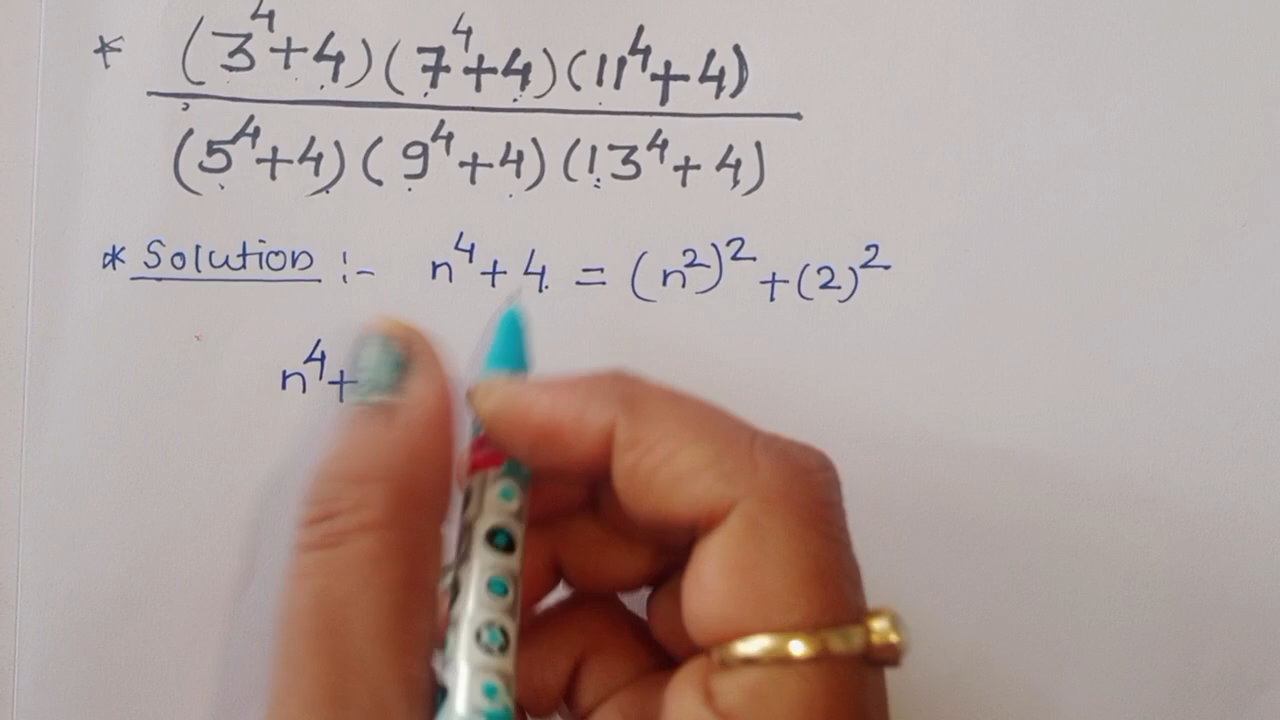 * (3⁴+4)(7⁴+4)(11⁴+4)
(5⁴+4)(9⁴+4)(13⁴+4)
* Solution :- n⁴+4 = (n²)²+(2)²
n⁴+